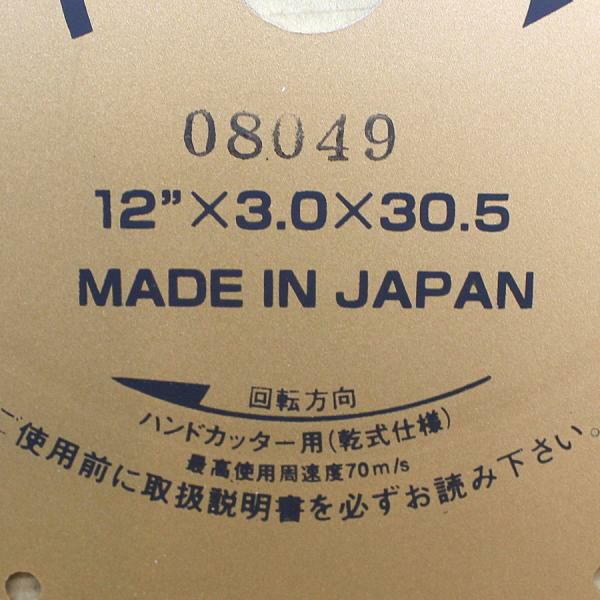 08049
12”×3.0×30.5
MADE IN JAPAN
回転方向
ハンドカッター用(乾式仕様)
最高使用周速度70m/s
ご使用前に取扱説明書を必ずお読み下さい。